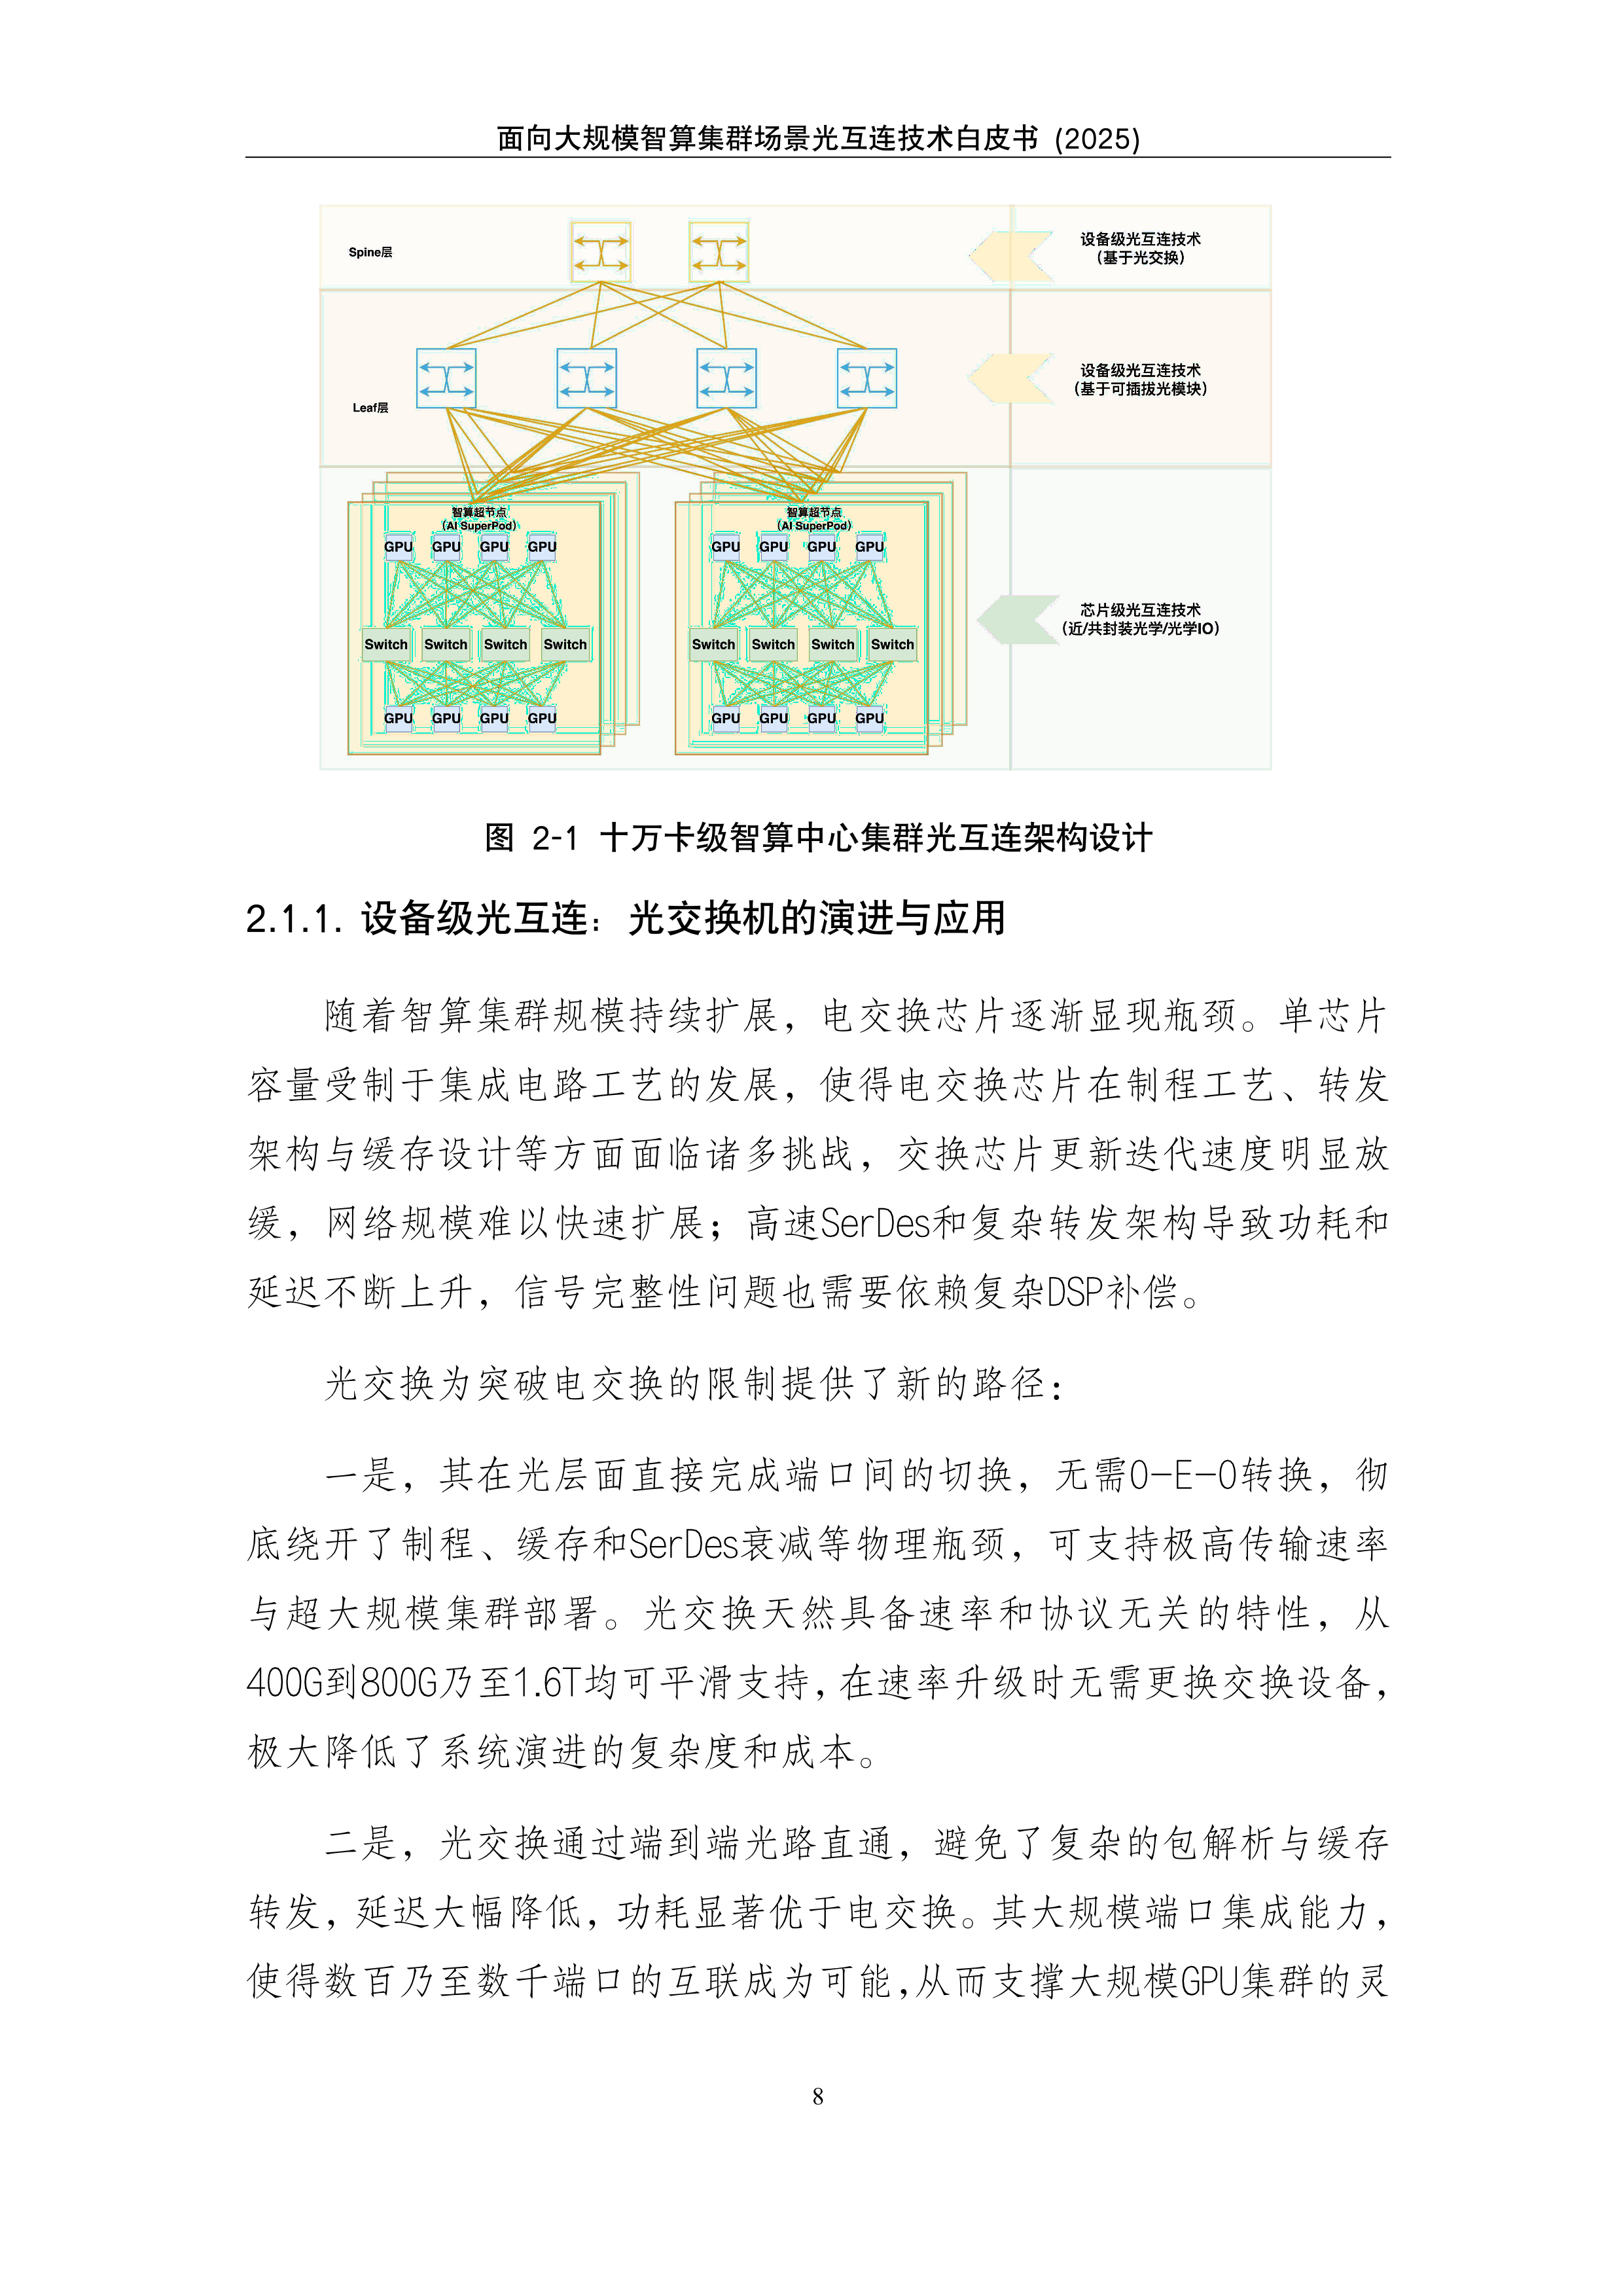 面向大规模智算集群场景光互连技术白皮书 (2025)
Spine层
设备级光互连技术
（基于光交换）
设备级光互连技术
（基于可插拔光模块）
Leaf层
智算超节点
（AI SuperPod）
智算超节点
（AI SuperPod）
GPU GPU GPU GPU
GPU GPU GPU GPU
芯片级光互连技术
（近/共封装光学/光学IO）
Switch Switch Switch Switch
Switch Switch Switch Switch
GPU GPU GPU GPU
GPU GPU GPU GPU
图 2-1 十万卡级智算中心集群光互连架构设计
2.1.1. 设备级光互连：光交换机的演进与应用
随着智算集群规模持续扩展，电交换芯片逐渐显现瓶颈。单芯片
容量受制于集成电路工艺的发展，使得电交换芯片在制程工艺、转发
架构与缓存设计等方面面临诸多挑战，交换芯片更新迭代速度明显放
缓，网络规模难以快速扩展；高速SerDes和复杂转发架构导致功耗和
延迟不断上升，信号完整性问题也需要依赖复杂DSP补偿。
光交换为突破电交换的限制提供了新的路径：
一是，其在光层面直接完成端口间的切换，无需O-E-O转换，彻
底绕开了制程、缓存和SerDes衰减等物理瓶颈，可支持极高传输速率
与超大规模集群部署。光交换天然具备速率和协议无关的特性，从
400G到800G乃至1.6T均可平滑支持，在速率升级时无需更换交换设备，
极大降低了系统演进的复杂度和成本。
二是，光交换通过端到端光路直通，避免了复杂的包解析与缓存
转发，延迟大幅降低，功耗显著优于电交换。其大规模端口集成能力，
使得数百乃至数千端口的互联成为可能，从而支撑大规模GPU集群的灵
8